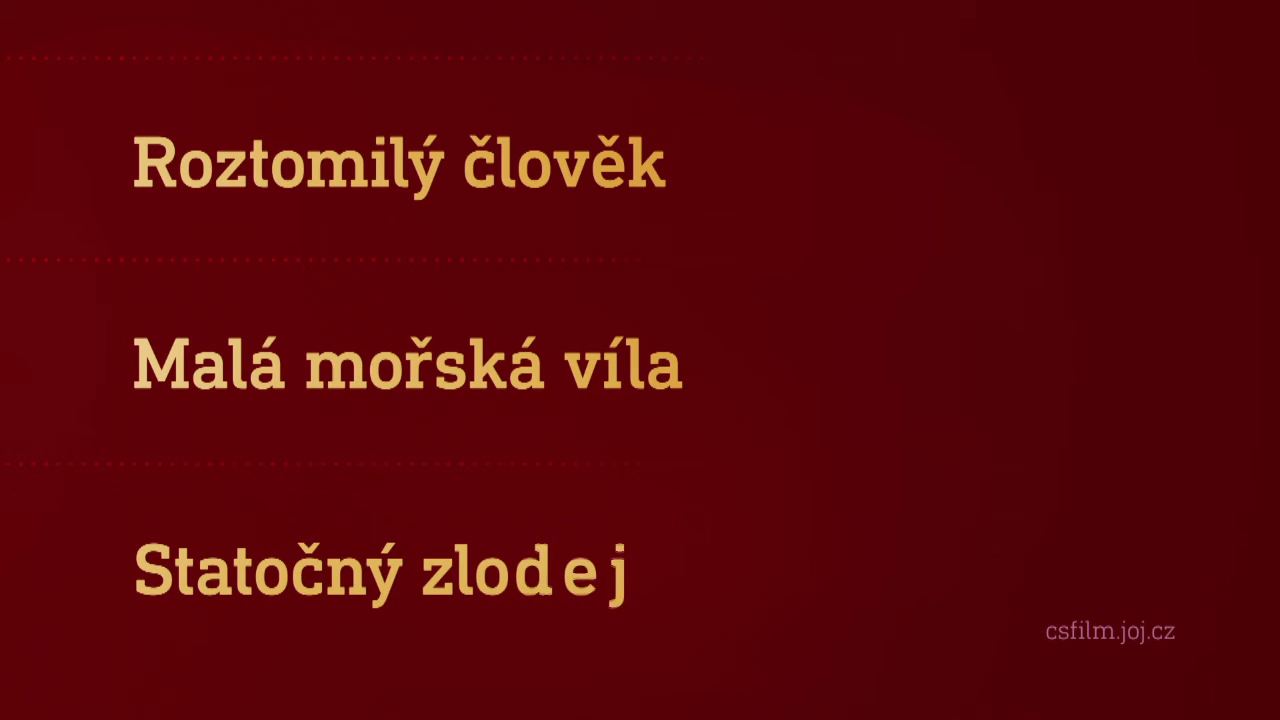 Roztomilý člověk
Malá mořská víla
Statočný zlodej
csfilm.joj.cz